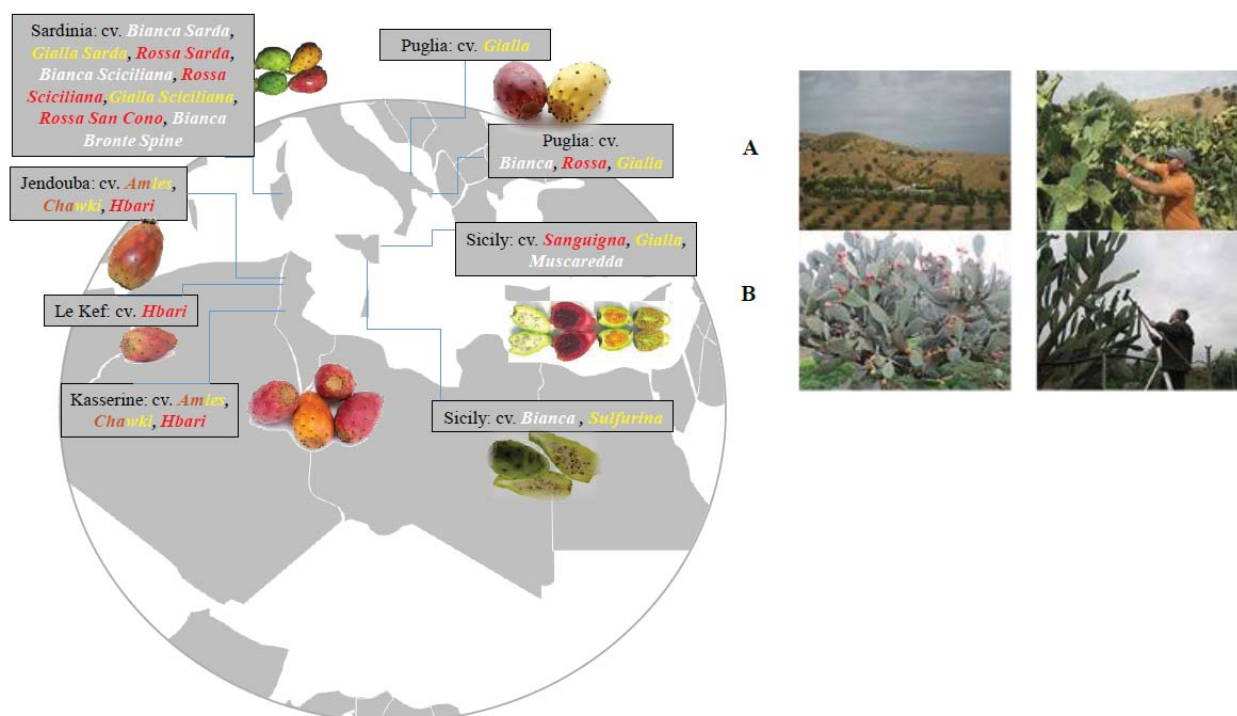 Sardinia: cv. Bianca Sarda,
Gialla Sarda, Rossa Sarda,
Bianca Sciciliana, Rossa
Sciciliana,Gialla Sciciliana,
Rossa San Cono, Bianca
Bronte Spine
Puglia: cv. Gialla
Puglia: cv.
Bianca, Rossa, Gialla
Jendouba: cv. Amles,
Chawki, Hbari
Sicily: cv. Sanguigna, Gialla,
Muscaredda
Le Kef: cv. Hbari
Kasserine: cv. Amles,
Chawki, Hbari
Sicily: cv. Bianca , Sulfurina
A
B